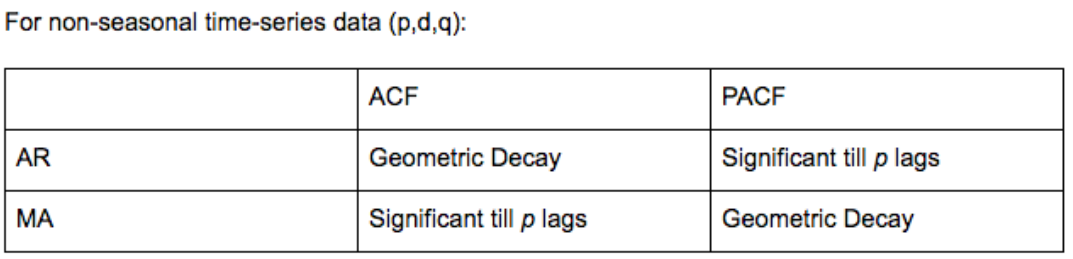 For non-seasonal time-series data (p,d,q):
ACF PACF
AR Geometric Decay Significant till p lags
MA Significant till p lags Geometric Decay